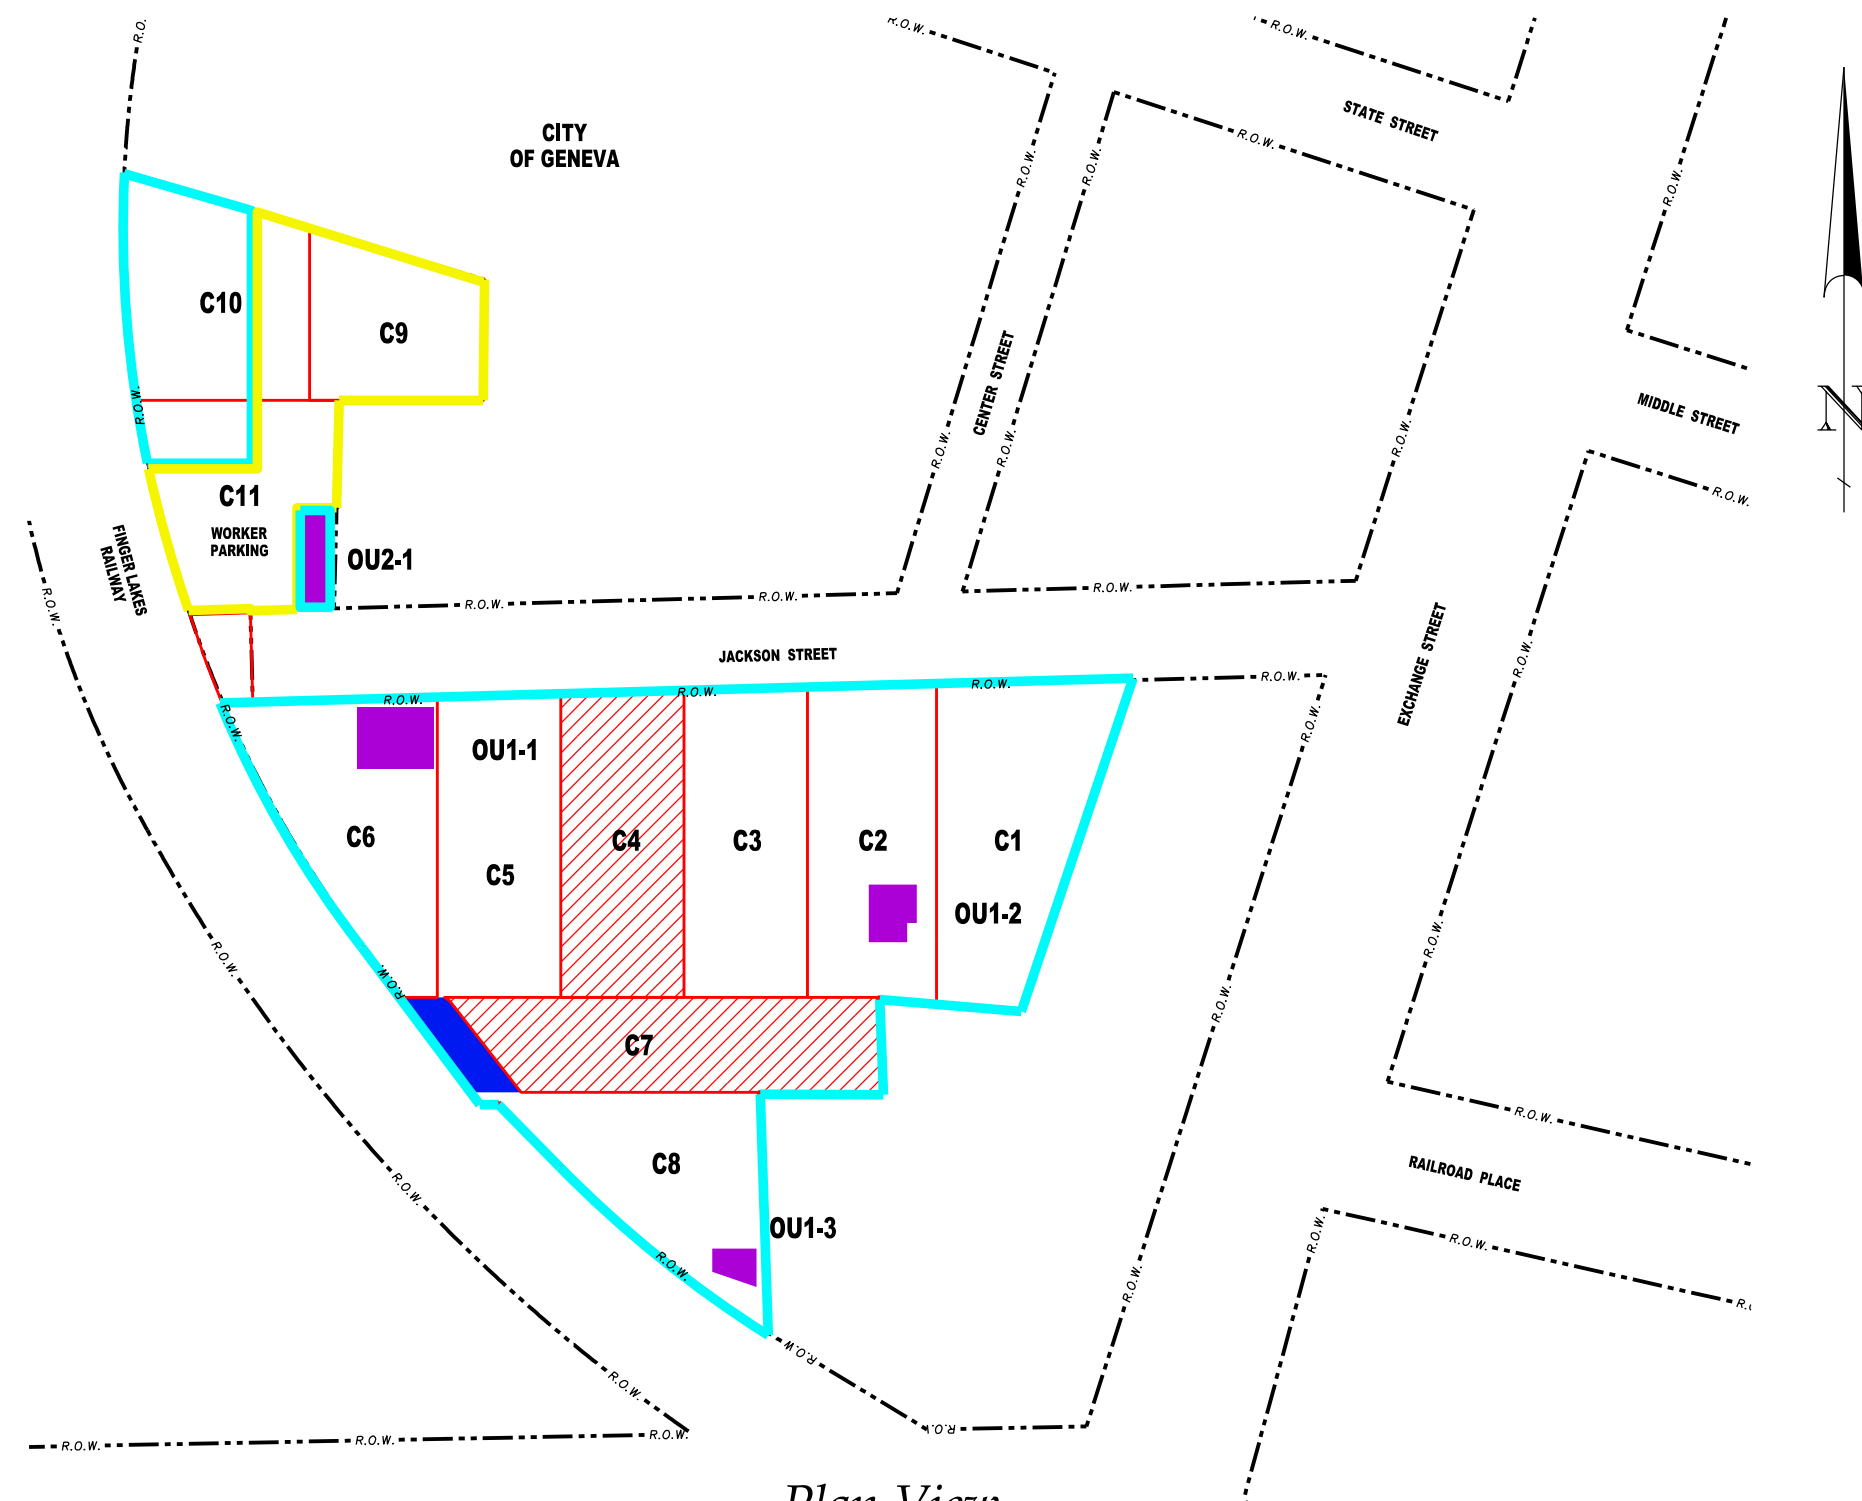 R.O.
R.O.W.
R.O.W.
STATE STREET
CITY
OF GENEVA
R.O.W.
R.O.W.
R.O.W.
R.O.W.
C10
C9
CENTER STREET
MIDDLE STREET
N
R.O.W.
R.O.W.
R.O.W.
R.O.W.
C11
R.O.W.
WORKER
PARKING
FINGER LAKES
RAILWAY
OU2-1
R.O.W.
R.O.W.
R.O.W.
R.O.W.
JACKSON STREET
EXCHANGE STREET
R.O.W.
R.O.W.
R.O.W.
R.O.W.
R.O.W.
R.O.W.
R.O.W.
OU1-1
C6
C4
C3
C2
C1
C5
OU1-2
R.O.W.
R.O.W.
R.O.W.
R.O.W.
C7
R.O.W.
C8
RAILROAD PLACE
R.O.W.
OU1-3
R.O.W.
R.O.W.
R.O.W.
R.O.W.
R.O.W.
R.O.W.
R.O.W.
R.O.W.
R.O.W.
R.O.W.
R.O.W.
Plan View